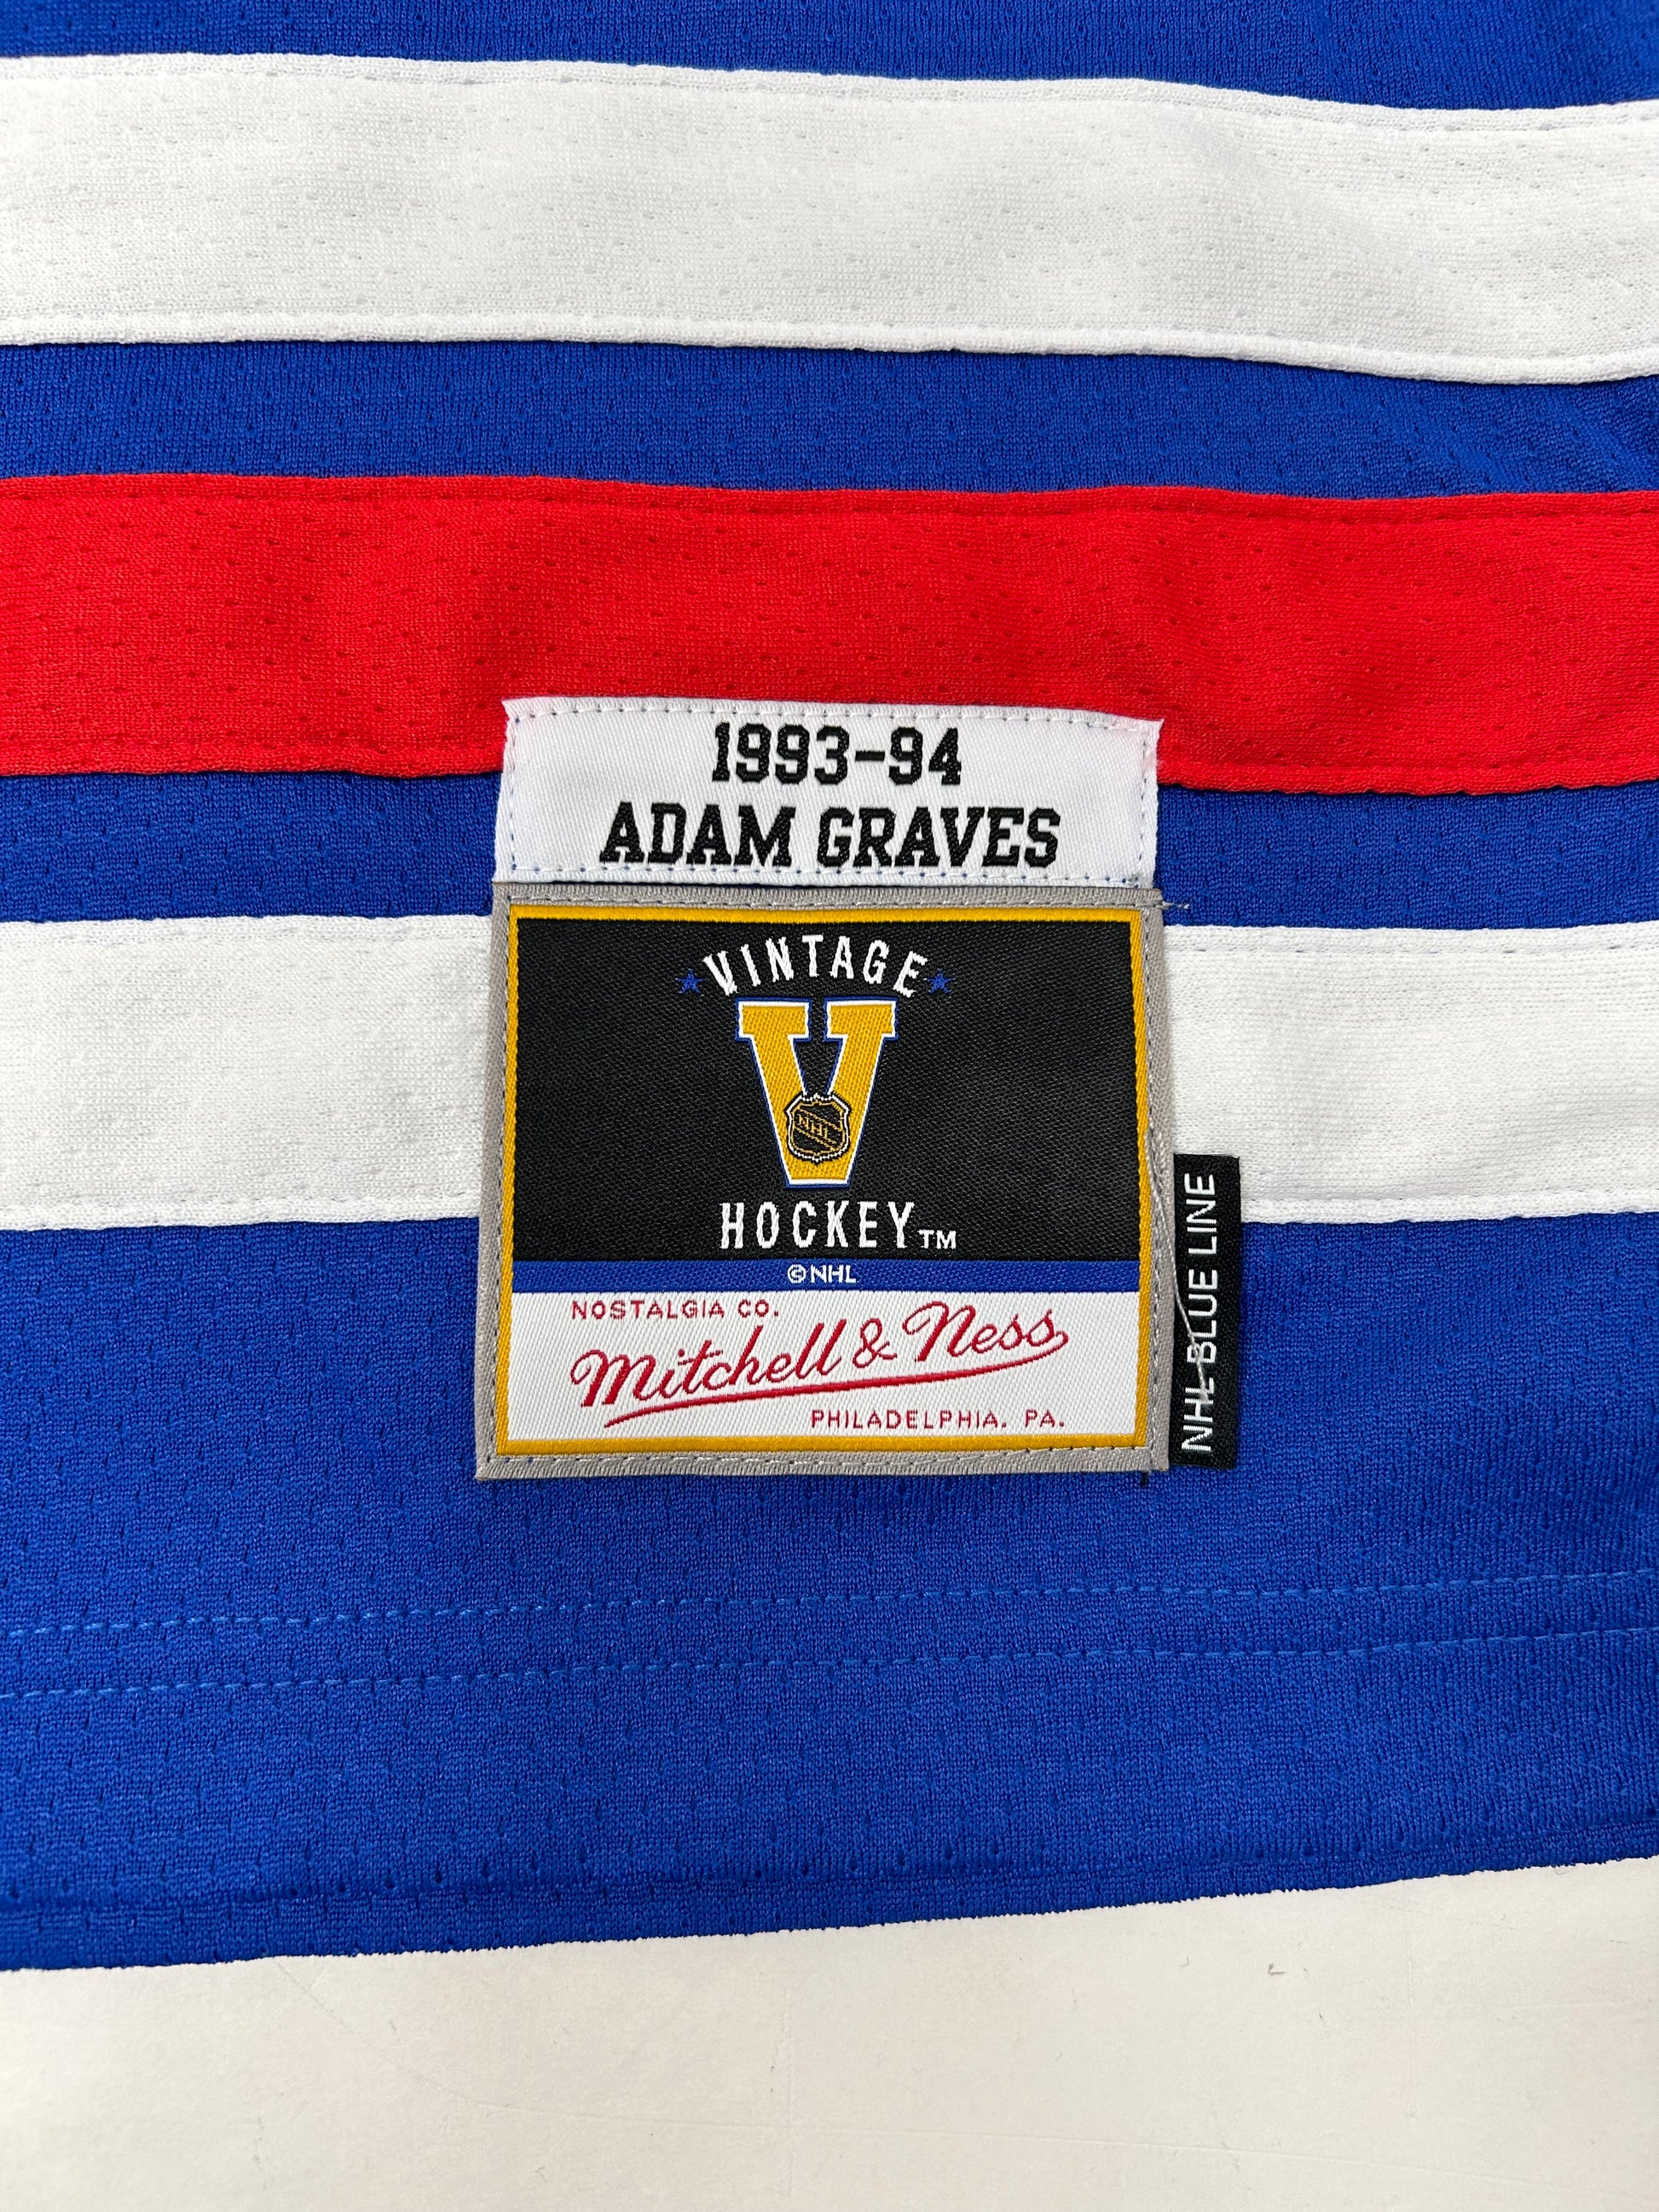 1993-94
ADAM GRAVES
VINTAGE
NHL
HOCKEY™
©NHL
NOSTALGIA CO.
Mitchell & Ness
PHILADELPHIA, PA.
NHL BLUE LINE